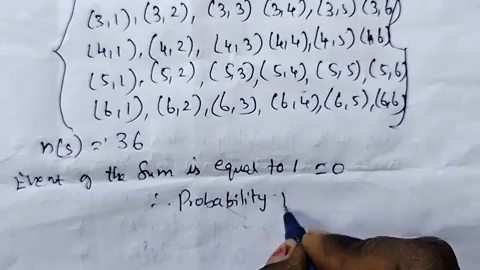 (3,1), (3,2), (3,3) (3,4), (3,5) (3,6)
(4,1), (4,2), (4,3) (4,4), (4,5) (4,6)
(5,1), (5,2), (5,3), (5,4), (5,5), (5,6)
(6,1), (6,2), (6,3), (6,4), (6,5), (6,6)
n(s) = 36
Event of the Sum is equal to 1 = 0
∴ Probability